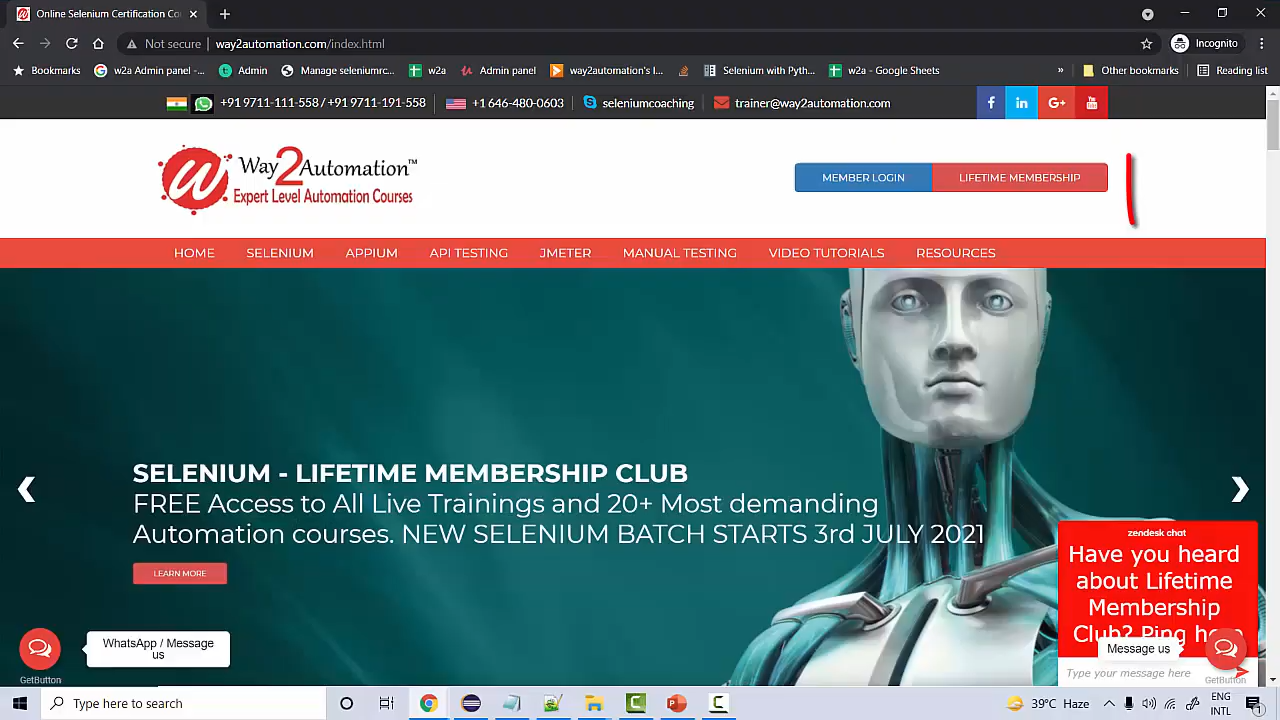 Online Selenium Certification Co
Not secure
way2automation.com/index.html
Incognito
Bookmarks
w2a Admin panel -...
Admin
Manage seleniumrc...
w2a
Admin panel
way2automation's I...
Selenium with Pyth...
w2a - Google Sheets
»
Other bookmarks
Reading list
+91 9711-111-558 / +91 9711-191-558
+1 646-480-0603
seleniumcoaching
trainer@way2automation.com
f
in
G+
You
Way2Automation™
Expert Level Automation Courses
MEMBER LOGIN
LIFETIME MEMBERSHIP
HOME
SELENIUM
APPIUM
API TESTING
JMETER
MANUAL TESTING
VIDEO TUTORIALS
RESOURCES
SELENIUM - LIFETIME MEMBERSHIP CLUB
FREE Access to All Live Trainings and 20+ Most demanding
Automation courses. NEW SELENIUM BATCH STARTS 3rd JULY 2021
LEARN MORE
zendesk chat
Have you heard
about Lifetime
Membership
Club? Ping
Message us
Type your message here
GetButton
WhatsApp / Message
us
GetButton
Type here to search
39°C Haze
ENG
INTL